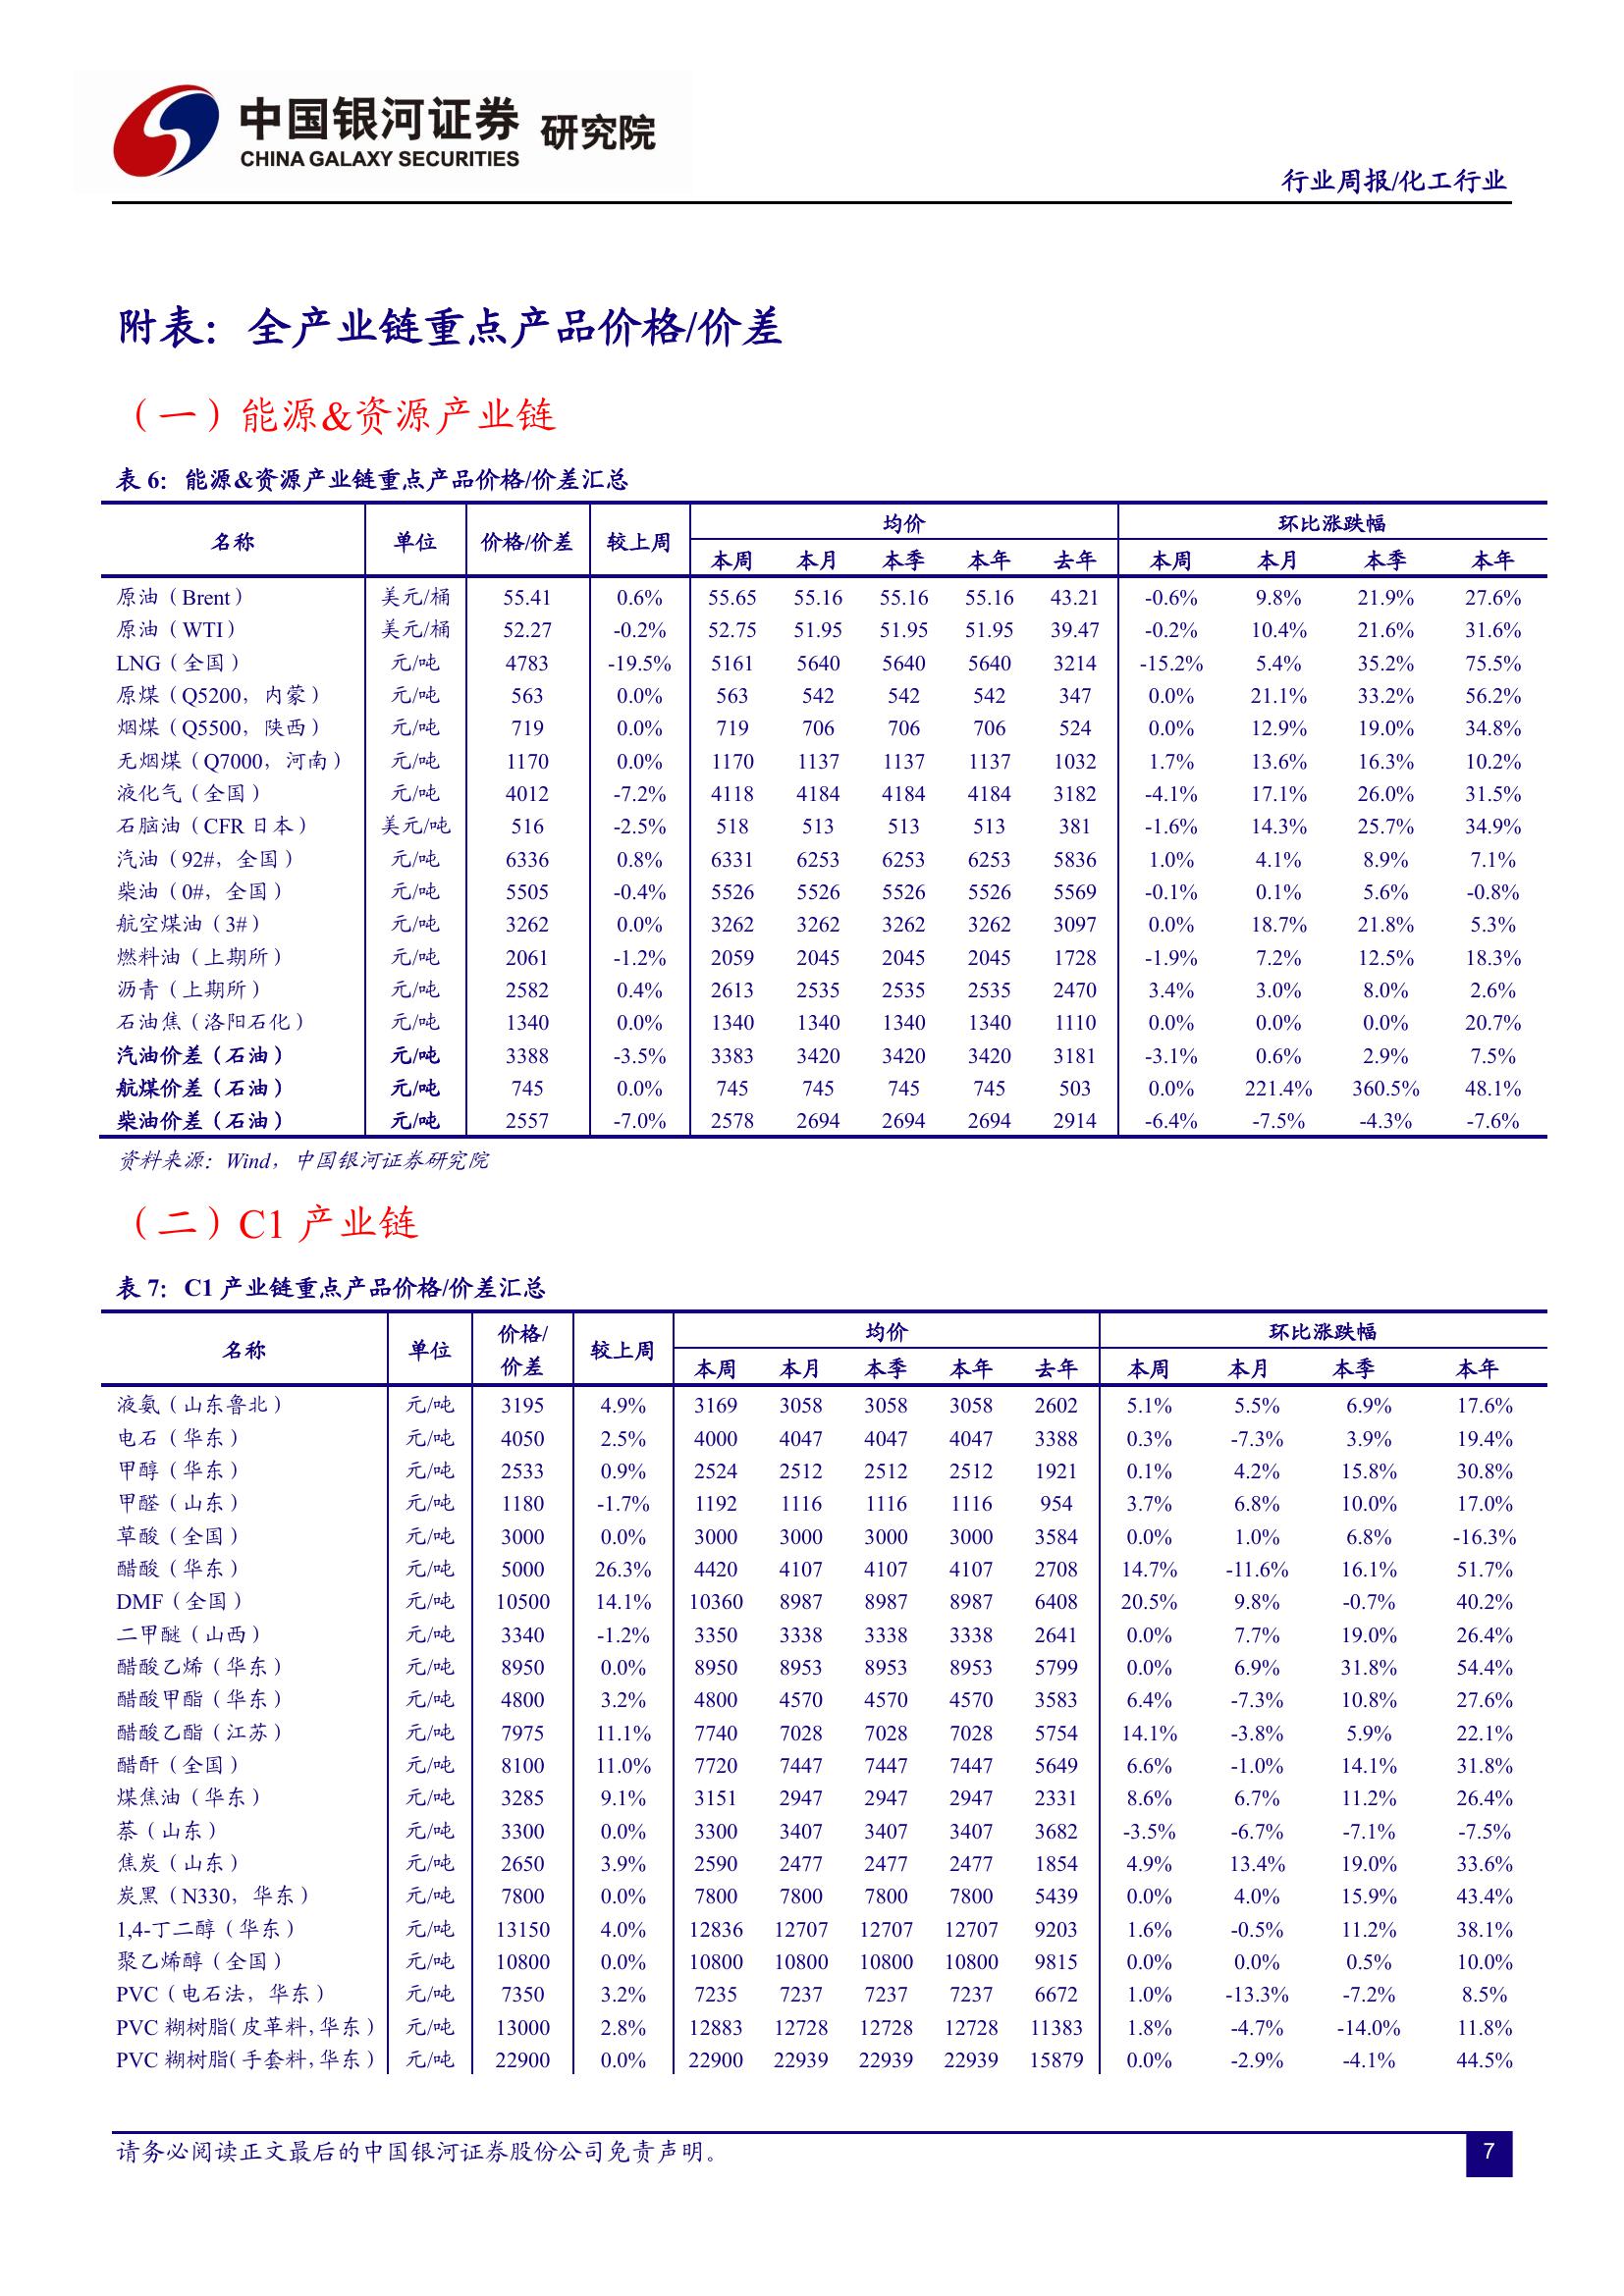 中国银河证券 研究院
CHINA GALAXY SECURITIES
行业周报/化工行业
附表：全产业链重点产品价格/价差
（一）能源&资源产业链
表 6：能源&资源产业链重点产品价格/价差汇总
名称 单位 价格/价差 较上周 均价 环比涨跌幅
本周 本月 本季 本年 去年 本周 本月 本季 本年
原油（Brent） 美元/桶 55.41 0.6% 55.65 55.16 55.16 55.16 43.21 -0.6% 9.8% 21.9% 27.6%
原油（WTI） 美元/桶 52.27 -0.2% 52.75 51.95 51.95 51.95 39.47 -0.2% 10.4% 21.6% 31.6%
LNG（全国） 元/吨 4783 -19.5% 5161 5640 5640 5640 3214 -15.2% 5.4% 35.2% 75.5%
原煤（Q5200，内蒙） 元/吨 563 0.0% 563 542 542 542 347 0.0% 21.1% 33.2% 56.2%
烟煤（Q5500，陕西） 元/吨 719 0.0% 719 706 706 706 524 0.0% 12.9% 19.0% 34.8%
无烟煤（Q7000，河南） 元/吨 1170 0.0% 1170 1137 1137 1137 1032 1.7% 13.6% 16.3% 10.2%
液化气（全国） 元/吨 4012 -7.2% 4118 4184 4184 4184 3182 -4.1% 17.1% 26.0% 31.5%
石脑油（CFR 日本） 美元/吨 516 -2.5% 518 513 513 513 381 -1.6% 14.3% 25.7% 34.9%
汽油（92#，全国） 元/吨 6336 0.8% 6331 6253 6253 6253 5836 1.0% 4.1% 8.9% 7.1%
柴油（0#，全国） 元/吨 5505 -0.4% 5526 5526 5526 5526 5569 -0.1% 0.1% 5.6% -0.8%
航空煤油（3#） 元/吨 3262 0.0% 3262 3262 3262 3262 3097 0.0% 18.7% 21.8% 5.3%
燃料油（上期所） 元/吨 2061 -1.2% 2059 2045 2045 2045 1728 -1.9% 7.2% 12.5% 18.3%
沥青（上期所） 元/吨 2582 0.4% 2613 2535 2535 2535 2470 3.4% 3.0% 8.0% 2.6%
石油焦（洛阳石化） 元/吨 1340 0.0% 1340 1340 1340 1340 1110 0.0% 0.0% 0.0% 20.7%
汽油价差（石油） 元/吨 3388 -3.5% 3383 3420 3420 3420 3181 -3.1% 0.6% 2.9% 7.5%
航煤价差（石油） 元/吨 745 0.0% 745 745 745 745 503 0.0% 221.4% 360.5% 48.1%
柴油价差（石油） 元/吨 2557 -7.0% 2578 2694 2694 2694 2914 -6.4% -7.5% -4.3% -7.6%
资料来源：Wind，中国银河证券研究院
（二）C1 产业链
表 7：C1 产业链重点产品价格/价差汇总
名称 单位 价格/ 较上周 均价 环比涨跌幅
价差 本周 本月 本季 本年 去年 本周 本月 本季 本年
液氨（山东鲁北） 元/吨 3195 4.9% 3169 3058 3058 3058 2602 5.1% 5.5% 6.9% 17.6%
电石（华东） 元/吨 4050 2.5% 4000 4047 4047 4047 3388 0.3% -7.3% 3.9% 19.4%
甲醇（华东） 元/吨 2533 0.9% 2524 2512 2512 2512 1921 0.1% 4.2% 15.8% 30.8%
甲醛（山东） 元/吨 1180 -1.7% 1192 1116 1116 1116 954 3.7% 6.8% 10.0% 17.0%
草酸（全国） 元/吨 3000 0.0% 3000 3000 3000 3000 3584 0.0% 1.0% 6.8% -16.3%
醋酸（华东） 元/吨 5000 26.3% 4420 4107 4107 4107 2708 14.7% -11.6% 16.1% 51.7%
DMF（全国） 元/吨 10500 14.1% 10360 8987 8987 8987 6408 20.5% 9.8% -0.7% 40.2%
二甲醚（山西） 元/吨 3340 -1.2% 3350 3338 3338 3338 2641 0.0% 7.7% 19.0% 26.4%
醋酸乙烯（华东） 元/吨 8950 0.0% 8950 8953 8953 8953 5799 0.0% 6.9% 31.8% 54.4%
醋酸甲酯（华东） 元/吨 4800 3.2% 4800 4570 4570 4570 3583 6.4% -7.3% 10.8% 27.6%
醋酸乙酯（江苏） 元/吨 7975 11.1% 7740 7028 7028 7028 5754 14.1% -3.8% 5.9% 22.1%
醋酐（全国） 元/吨 8100 11.0% 7720 7447 7447 7447 5649 6.6% -1.0% 14.1% 31.8%
煤焦油（华东） 元/吨 3285 9.1% 3151 2947 2947 2947 2331 8.6% 6.7% 11.2% 26.4%
萘（山东） 元/吨 3300 0.0% 3300 3407 3407 3407 3682 -3.5% -6.7% -7.1% -7.5%
焦炭（山东） 元/吨 2650 3.9% 2590 2477 2477 2477 1854 4.9% 13.4% 19.0% 33.6%
炭黑（N330，华东） 元/吨 7800 0.0% 7800 7800 7800 7800 5439 0.0% 4.0% 15.9% 43.4%
1,4-丁二醇（华东） 元/吨 13150 4.0% 12836 12707 12707 12707 9203 1.6% -0.5% 11.2% 38.1%
聚乙烯醇（全国） 元/吨 10800 0.0% 10800 10800 10800 10800 9815 0.0% 0.0% 0.5% 10.0%
PVC（电石法，华东） 元/吨 7350 3.2% 7235 7237 7237 7237 6672 1.0% -13.3% -7.2% 8.5%
PVC 糊树脂（皮革料，华东） 元/吨 13000 2.8% 12883 12728 12728 12728 11383 1.8% -4.7% -14.0% 11.8%
PVC 糊树脂（手套料，华东） 元/吨 22900 0.0% 22900 22939 22939 22939 15879 0.0% -2.9% -4.1% 44.5%
请务必阅读正文最后的中国银河证券股份公司免责声明。 7